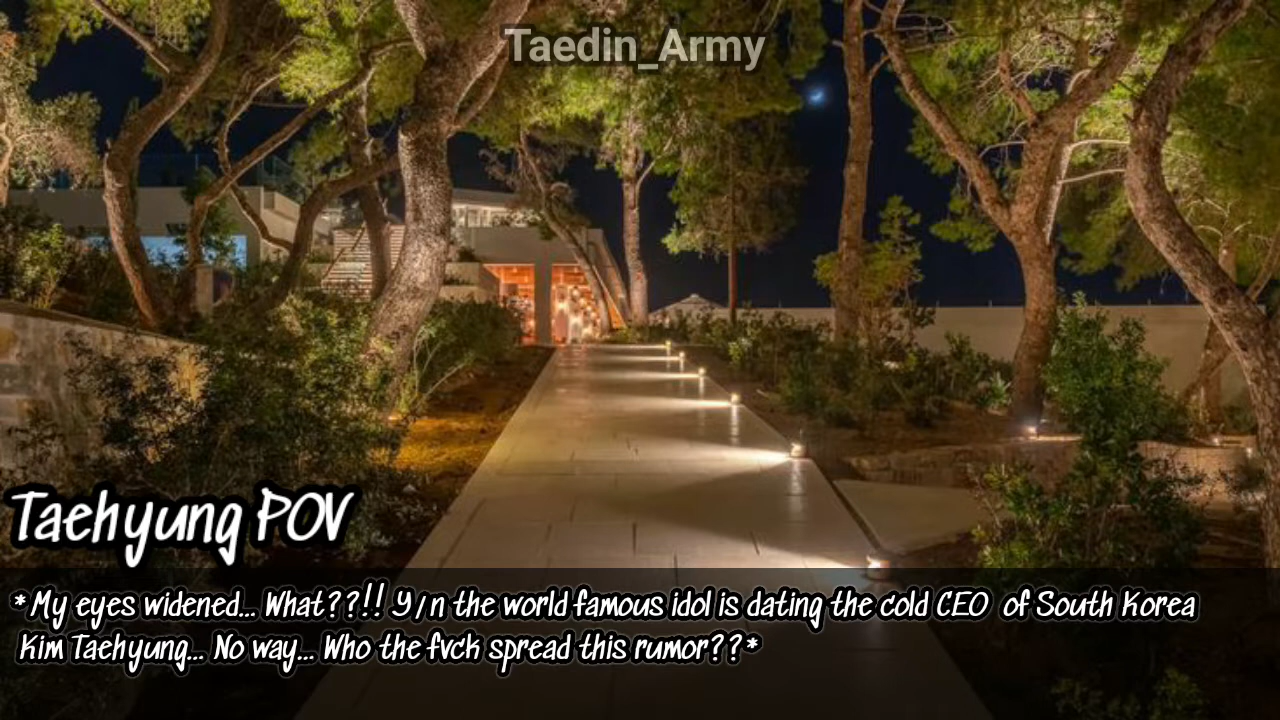 Taedin_Army
Taehyung POV
*My eyes widened... What??!! Y/n the world famous idol is dating the cold CEO of South Korea
Kim Taehyung... No way... Who the fvck spread this rumor??*